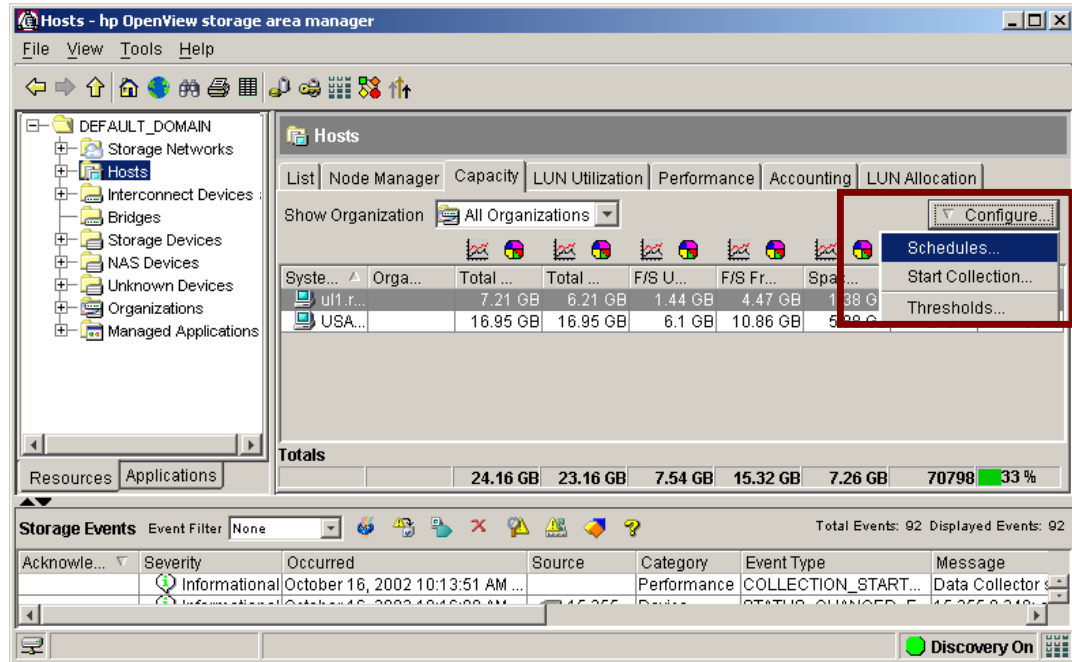 Hosts - hp OpenView storage area manager
File View Tools Help
DEFAULT_DOMAIN
Storage Networks
Hosts
Interconnect Devices
Bridges
Storage Devices
NAS Devices
Unknown Devices
Organizations
Managed Applications
Resources Applications
Hosts
List Node Manager Capacity LUN Utilization Performance Accounting LUN Allocation
Show Organization All Organizations Configure...
Schedules...
Start Collection...
Thresholds...
Syste... Orga... Total ... Total ... F/S U... F/S Fr... Spac...
ul1.r... 7.21 GB 6.21 GB 1.44 GB 4.47 GB
USA... 16.95 GB 16.95 GB 6.1 GB 10.86 GB
Totals
24.16 GB 23.16 GB 7.54 GB 15.32 GB 7.26 GB 70798 33 %
Storage Events Event Filter None Total Events: 92 Displayed Events: 92
Acknowle... Severity Occurred Source Category Event Type Message
Informational October 16, 2002 10:13:51 AM ... Performance COLLECTION_START... Data Collector
Discovery On